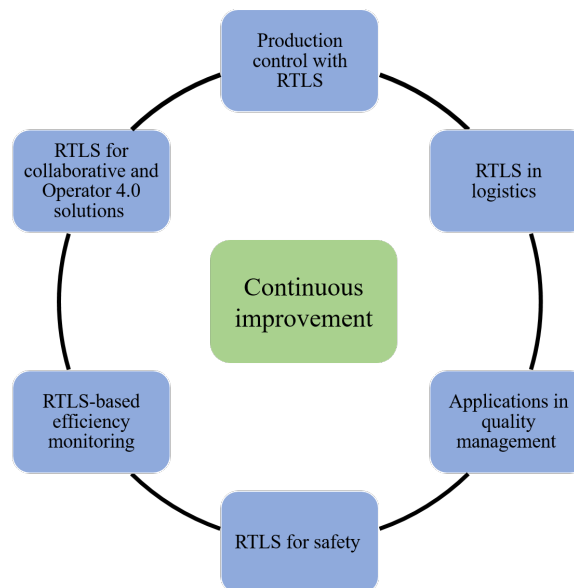 Production
control with
RTLS
RTLS for
collaborative and
Operator 4.0
solutions
RTLS in
logistics
Continuous
improvement
RTLS-based
efficiency
monitoring
Applications in
quality
management
RTLS for safety